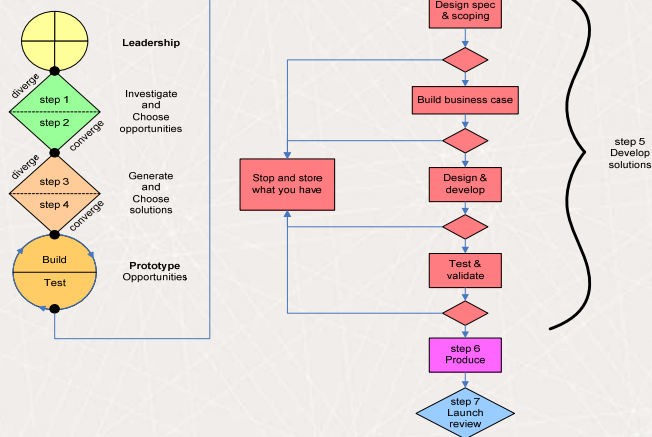 Leadership
diverge
step 1
step 2
converge
Investigate
and
Choose
opportunities
diverge
step 3
step 4
converge
Generate
and
Choose
solutions
Build
Test
Prototype
Opportunities
Design spec
& scoping
Build business case
Stop and store
what you have
Design &
develop
Test &
validate
step 5
Develop
solutions
step 6
Produce
step 7
Launch
review